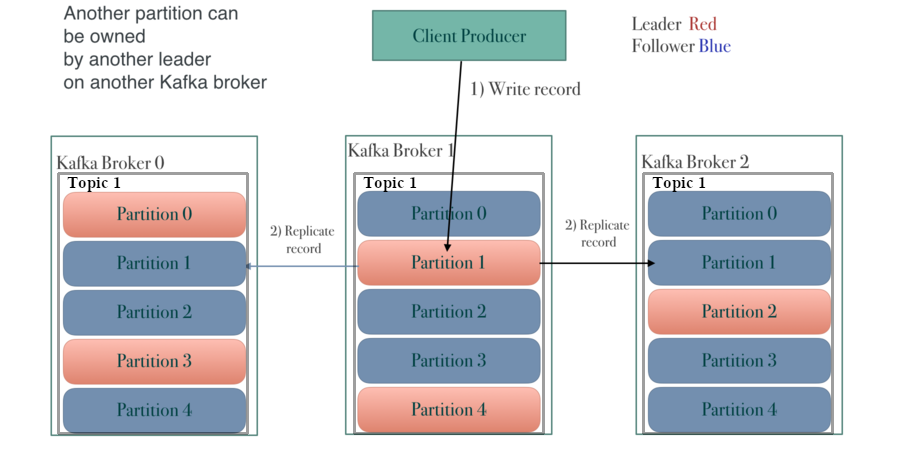 Another partition can
be owned
by another leader
on another Kafka broker
Client Producer
Leader Red
Follower Blue
1) Write record
Kafka Broker 0
Topic 1
Partition 0
Partition 1
Partition 2
Partition 3
Partition 4
2) Replicate
record
Kafka Broker 1
Topic 1
Partition 0
Partition 1
Partition 2
Partition 3
Partition 4
2) Replicate
record
Kafka Broker 2
Topic 1
Partition 0
Partition 1
Partition 2
Partition 3
Partition 4